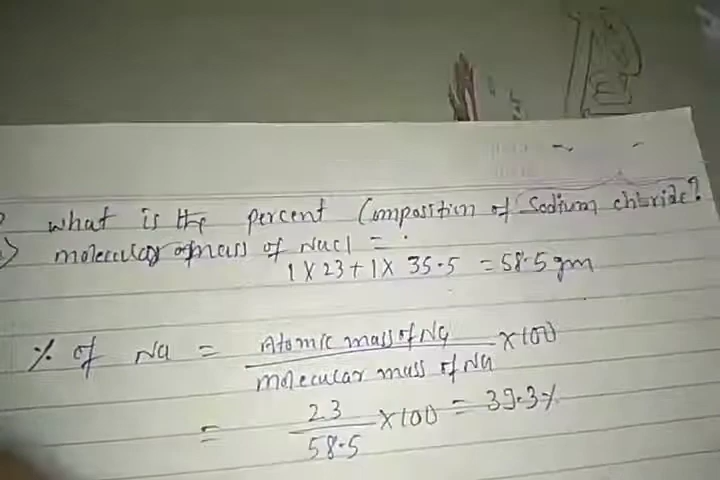 what is the percent Composition of Sodium chloride?
molecular mass of Nacl =
1 X 23 + 1 X 35.5 = 58.5 gm
% of Na = Atomic mass of Na X 100
molecular mass of Na
= 23 X 100 = 39.3%
58.5